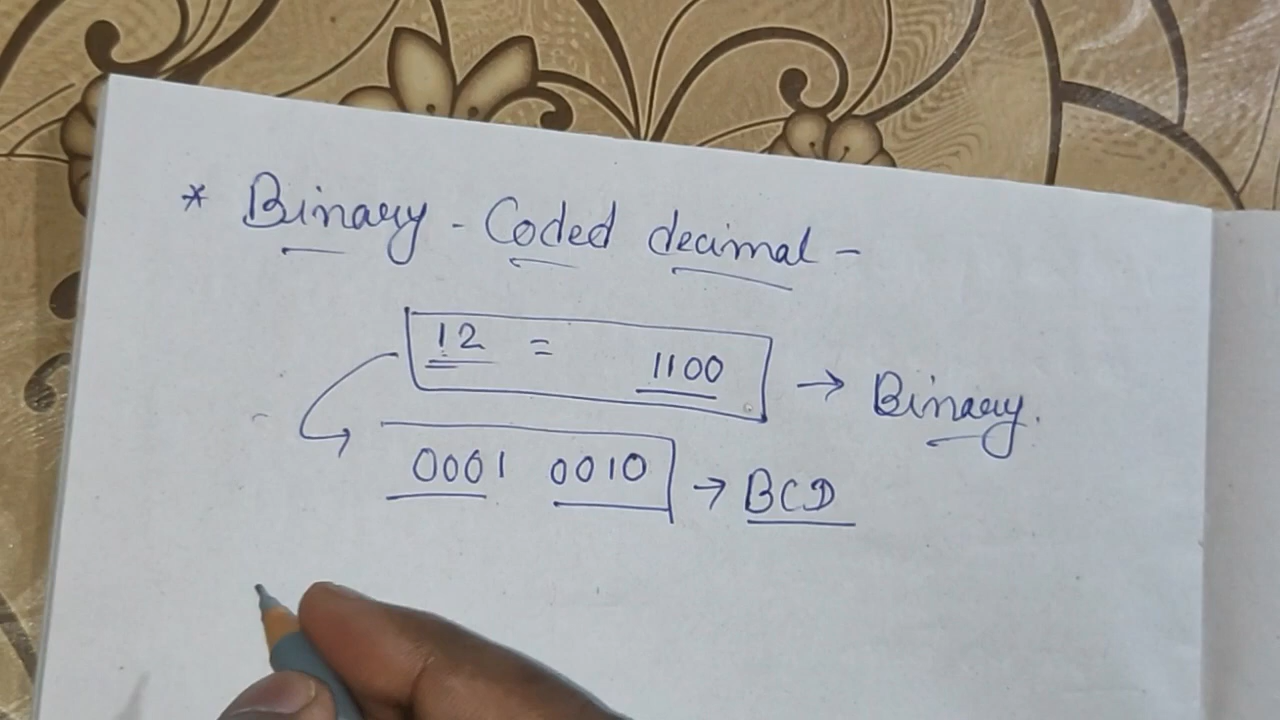 * Binary - Coded decimal -
12 = 1100 → Binary.
0001 0010 → BCD